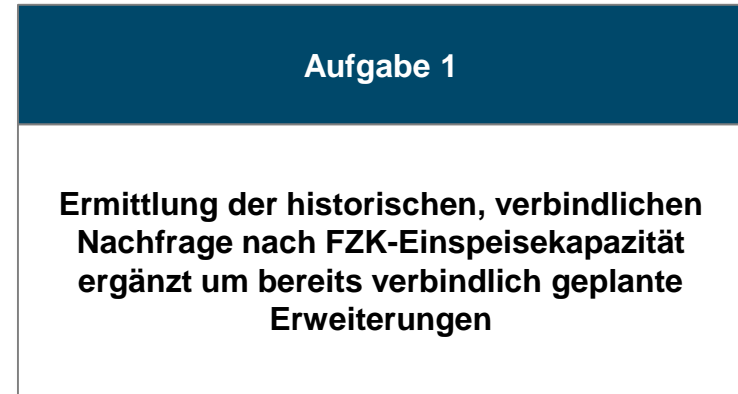 Aufgabe 1
Ermittlung der historischen, verbindlichen
Nachfrage nach FZK-Einspeisekapazität
ergänzt um bereits verbindlich geplante
Erweiterungen